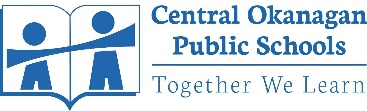 Central Okanagan
Public Schools
Together We Learn